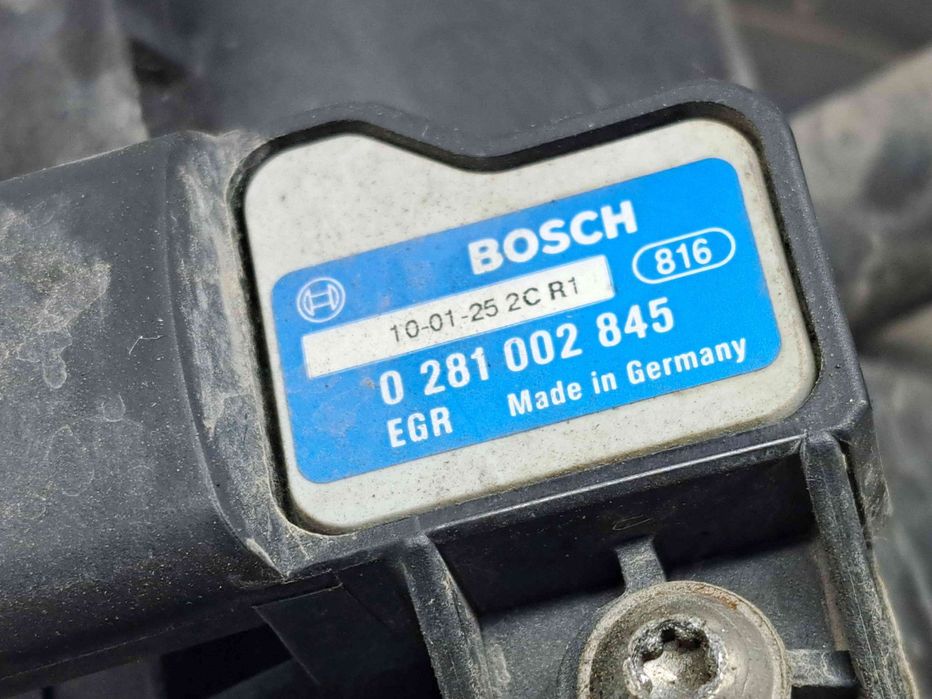 BOSCH
816
10-01-25 2C R1
0 281 002 845
EGR Made in Germany